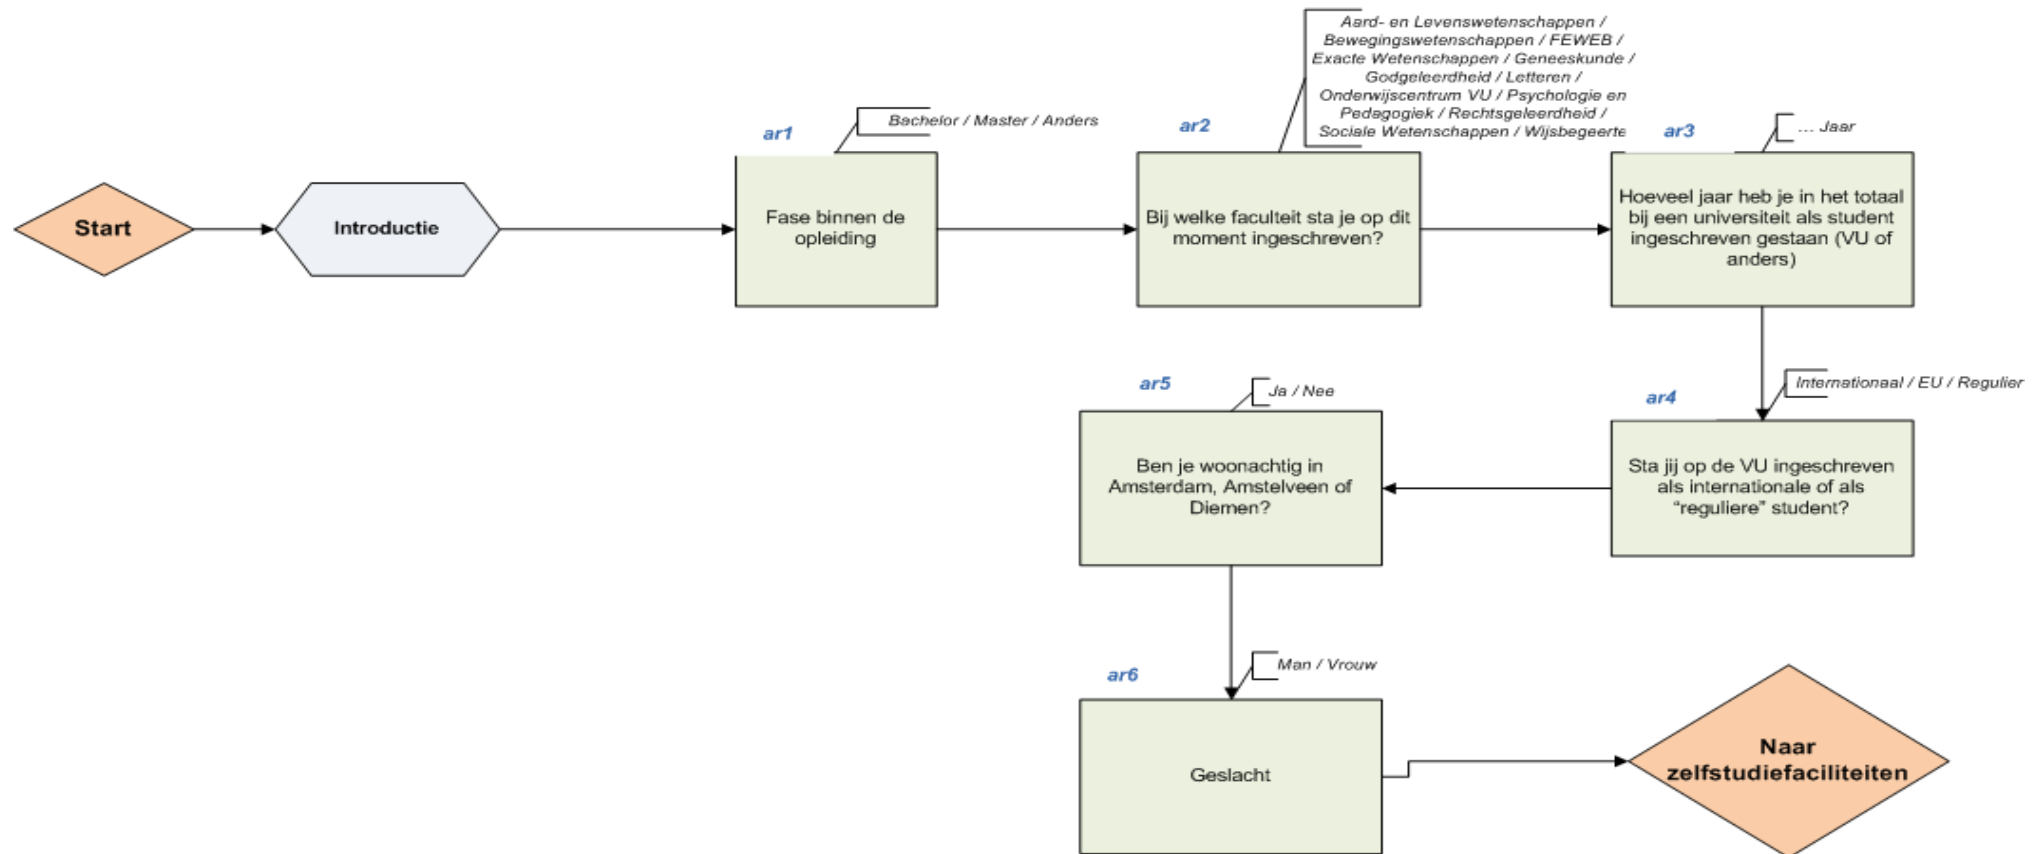 Aard- en Levenswetenschappen /
Bewegingswetenschappen / FEWEB /
Exacte Wetenschappen / Geneeskunde /
Godgeleerdheid / Letteren /
Onderwijscentrum VU / Psychologie en
Pedagogiek / Rechtsgeleerdheid /
Sociale Wetenschappen / Wijsbegeerte
ar1
Bachelor / Master / Anders
ar2
ar3
... Jaar
Start
Introductie
Fase binnen de
opleiding
Bij welke faculteit sta je op dit
moment ingeschreven?
Hoeveel jaar heb je in het totaal
bij een universiteit als student
ingeschreven gestaan (VU of
anders)
ar4
Internationaal / EU / Regulier
Sta jij op de VU ingeschreven
als internationale of als
“reguliere” student?
ar5
Ja / Nee
Ben je woonachtig in
Amsterdam, Amstelveen of
Diemen?
ar6
Man / Vrouw
Geslacht
Naar
zelfstudiefaciliteiten